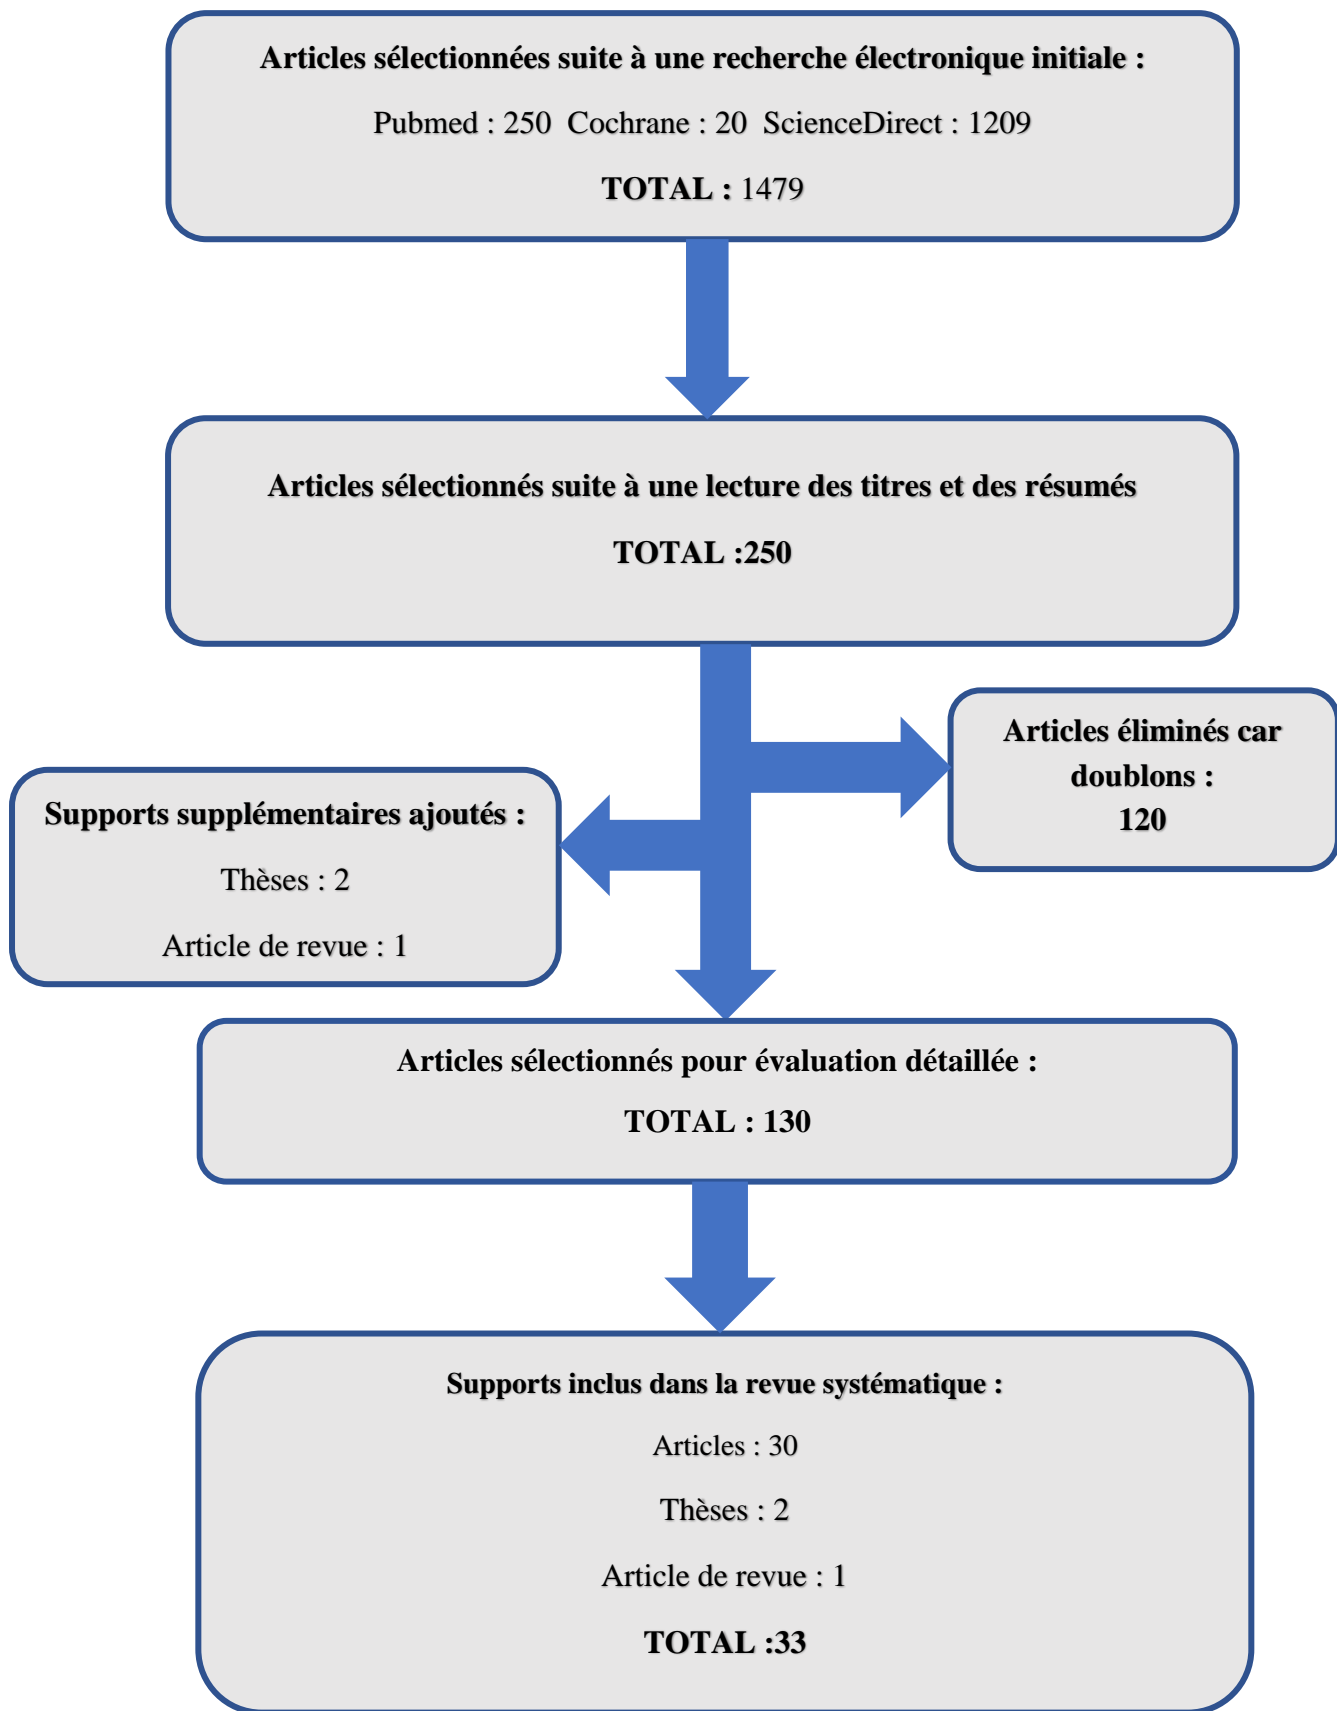 Articles sélectionnées suite à une recherche électronique initiale :
Pubmed : 250 Cochrane : 20 ScienceDirect : 1209
TOTAL : 1479
Articles sélectionnés suite à une lecture des titres et des résumés
TOTAL :250
Articles éliminés car
doublons :
120
Supports supplémentaires ajoutés :
Thèses : 2
Article de revue : 1
Articles sélectionnés pour évaluation détaillée :
TOTAL : 130
Supports inclus dans la revue systématique :
Articles : 30
Thèses : 2
Article de revue : 1
TOTAL :33